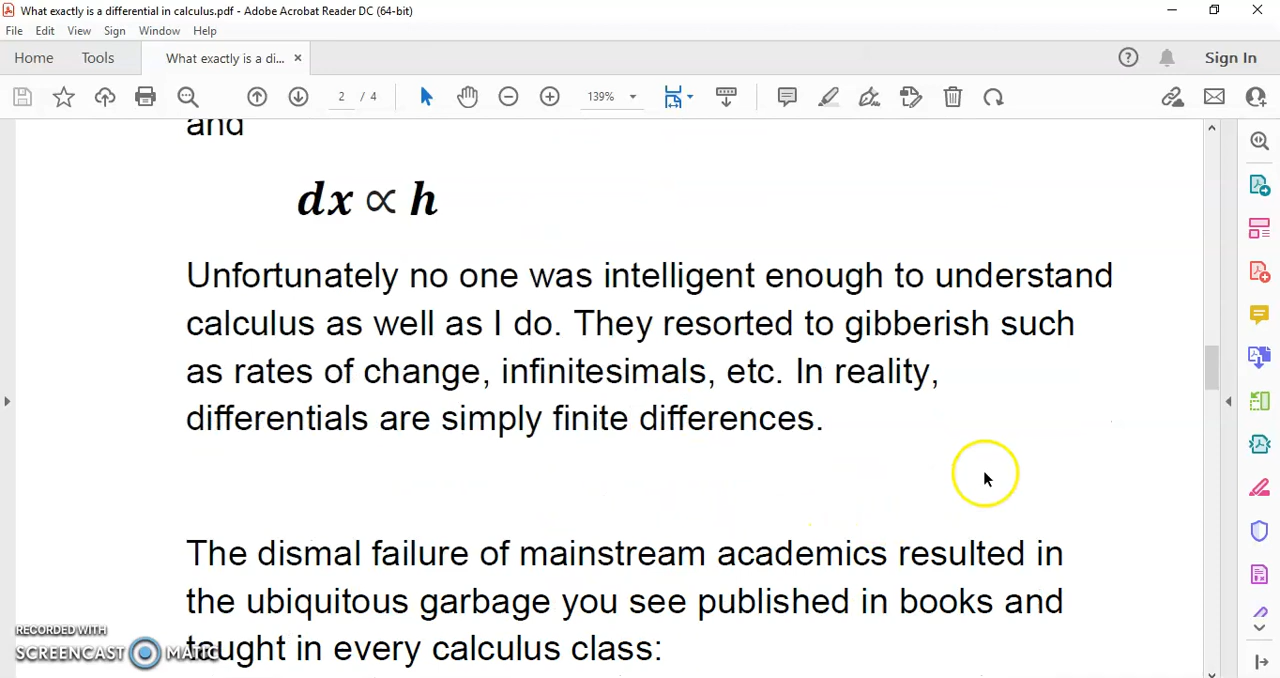 What exactly is a differential in calculus.pdf - Adobe Acrobat Reader DC (64-bit)
File Edit View Sign Window Help
Home Tools What exactly is a di... × Sign In
2 / 4 139%
and
dx ∝ h
Unfortunately no one was intelligent enough to understand
calculus as well as I do. They resorted to gibberish such
as rates of change, infinitesimals, etc. In reality,
differentials are simply finite differences.
The dismal failure of mainstream academics resulted in
the ubiquitous garbage you see published in books and
taught in every calculus class:
RECORDED WITH
SCREENCAST MATIC